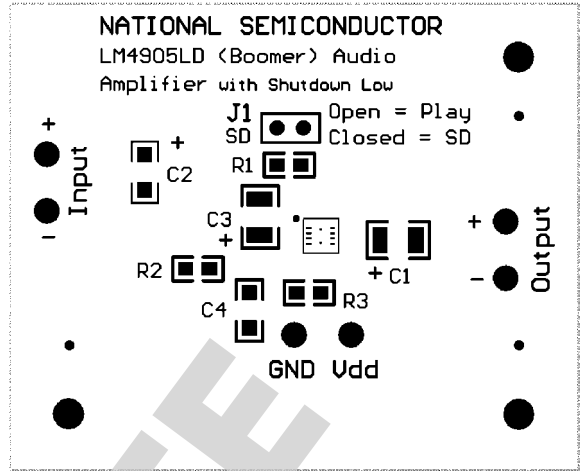 NATIONAL SEMICONDUCTOR
LM4905LD (Boomer) Audio
Amplifier with Shutdown Low
J1
SD
Open = Play
Closed = SD
+
Input
-
+
C2
R1
C3
+
R2
C4
R3
+ C1
+
Output
-
GND Vdd